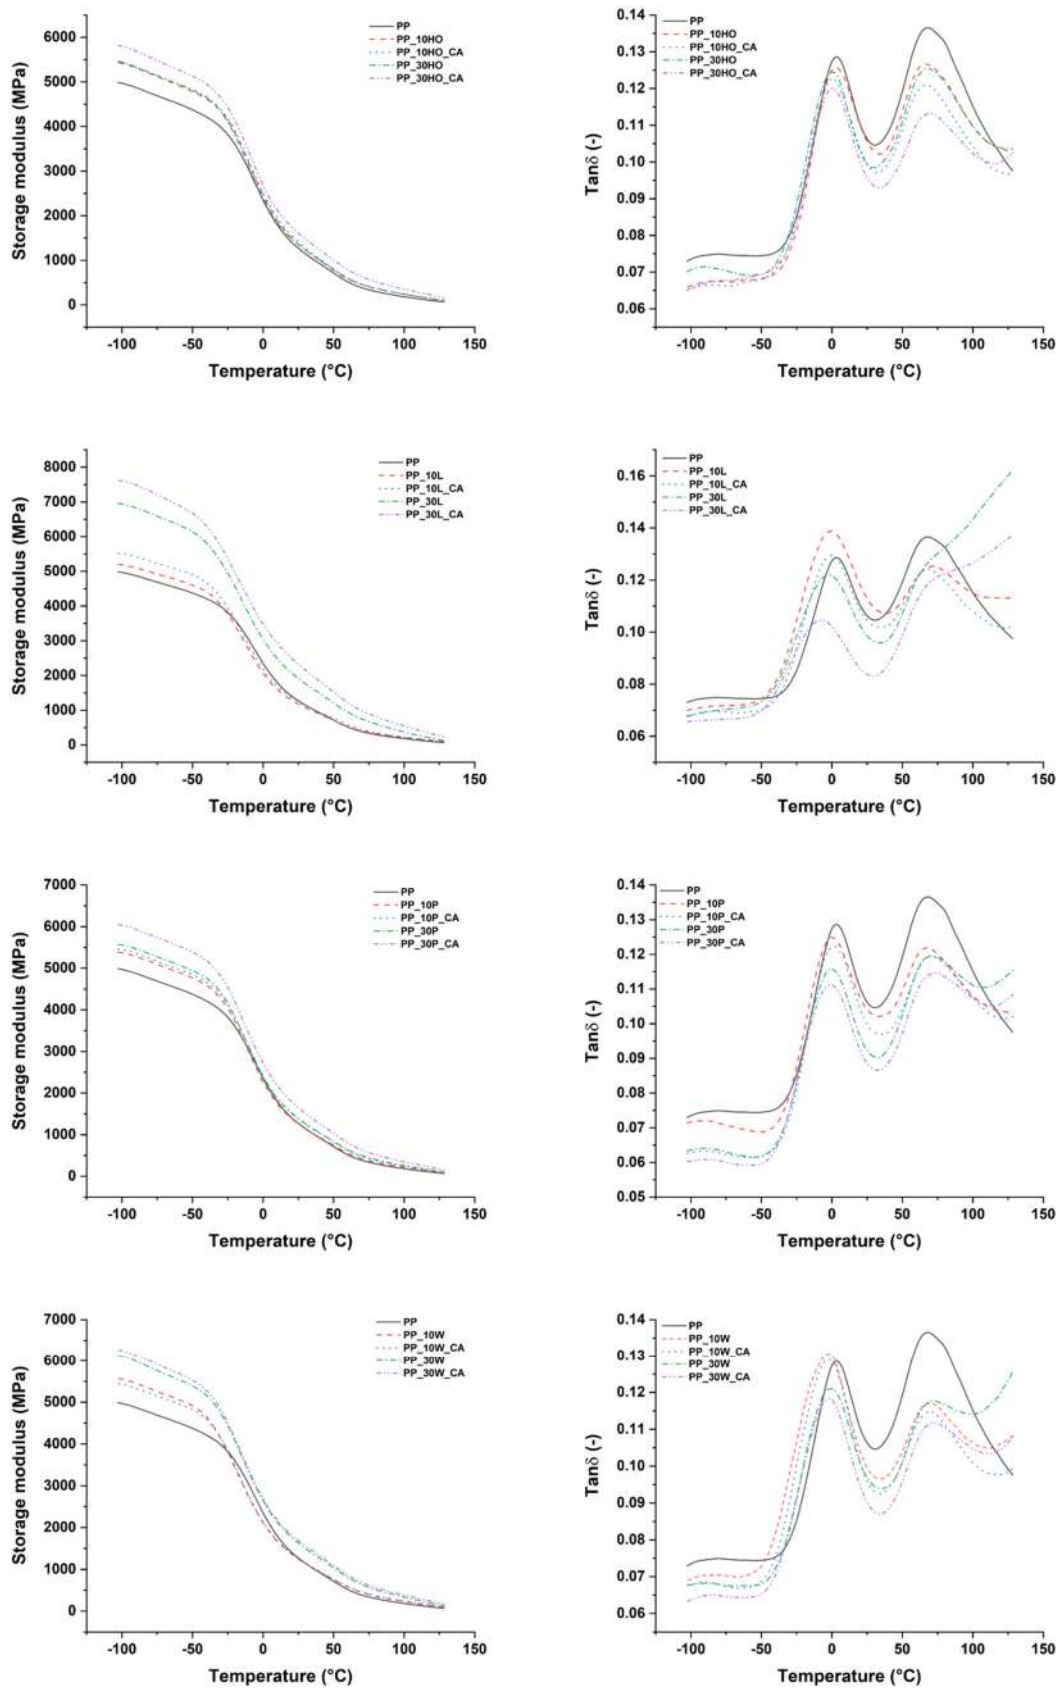 6000
5000
4000
3000
2000
1000
0
Storage modulus (MPa)
PP
PP_10HO
PP_10HO_CA
PP_30HO
PP_30HO_CA
-100 -50 0 50 100 150
Temperature (°C)
0.14
0.13
0.12
0.11
0.10
0.09
0.08
0.07
0.06
Tanδ (-)
PP
PP_10HO
PP_10HO_CA
PP_30HO
PP_30HO_CA
-100 -50 0 50 100 150
Temperature (°C)
8000
7000
6000
5000
4000
3000
2000
1000
0
Storage modulus (MPa)
PP
PP_10L
PP_10L_CA
PP_30L
PP_30L_CA
-100 -50 0 50 100 150
Temperature (°C)
0.16
0.14
0.12
0.10
0.08
0.06
Tanδ (-)
PP
PP_10L
PP_10L_CA
PP_30L
PP_30L_CA
-100 -50 0 50 100 150
Temperature (°C)
7000
6000
5000
4000
3000
2000
1000
0
Storage modulus (MPa)
PP
PP_10P
PP_10P_CA
PP_30P
PP_30P_CA
-100 -50 0 50 100 150
Temperature (°C)
0.14
0.13
0.12
0.11
0.10
0.09
0.08
0.07
0.06
0.05
Tanδ (-)
PP
PP_10P
PP_10P_CA
PP_30P
PP_30P_CA
-100 -50 0 50 100 150
Temperature (°C)
7000
6000
5000
4000
3000
2000
1000
0
Storage modulus (MPa)
PP
PP_10W
PP_10W_CA
PP_30W
PP_30W_CA
-100 -50 0 50 100 150
Temperature (°C)
0.14
0.13
0.12
0.11
0.10
0.09
0.08
0.07
0.06
Tanδ (-)
PP
PP_10W
PP_10W_CA
PP_30W
PP_30W_CA
-100 -50 0 50 100 150
Temperature (°C)